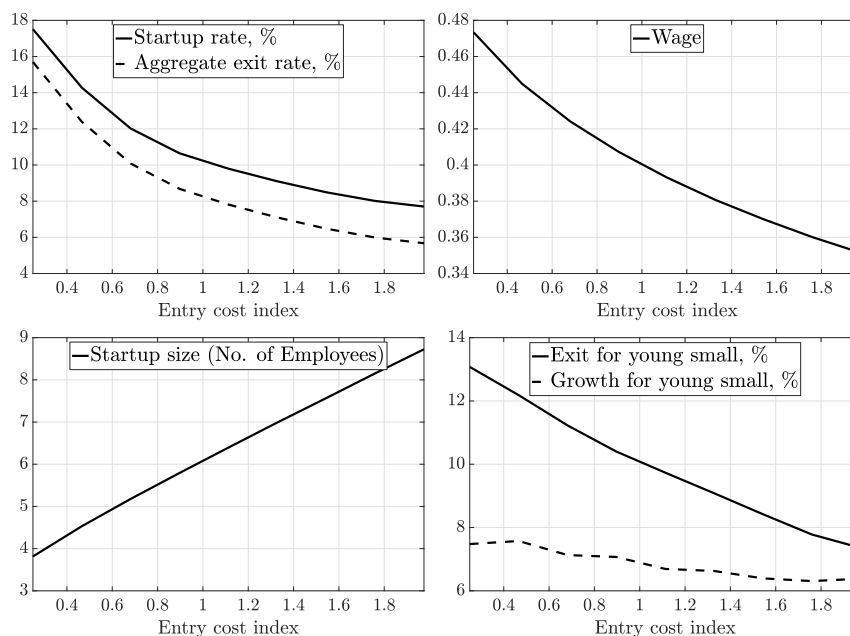 18
16
14
12
10
8
6
4
Startup rate, %
Aggregate exit rate, %
0.4 0.6 0.8 1 1.2 1.4 1.6 1.8
Entry cost index
0.48
0.46
0.44
0.42
0.4
0.38
0.36
0.34
Wage
0.4 0.6 0.8 1 1.2 1.4 1.6 1.8
Entry cost index
9
8
7
6
5
4
3
Startup size (No. of Employees)
0.4 0.6 0.8 1 1.2 1.4 1.6 1.8
Entry cost index
14
12
10
8
6
Exit for young small, %
Growth for young small, %
0.4 0.6 0.8 1 1.2 1.4 1.6 1.8
Entry cost index